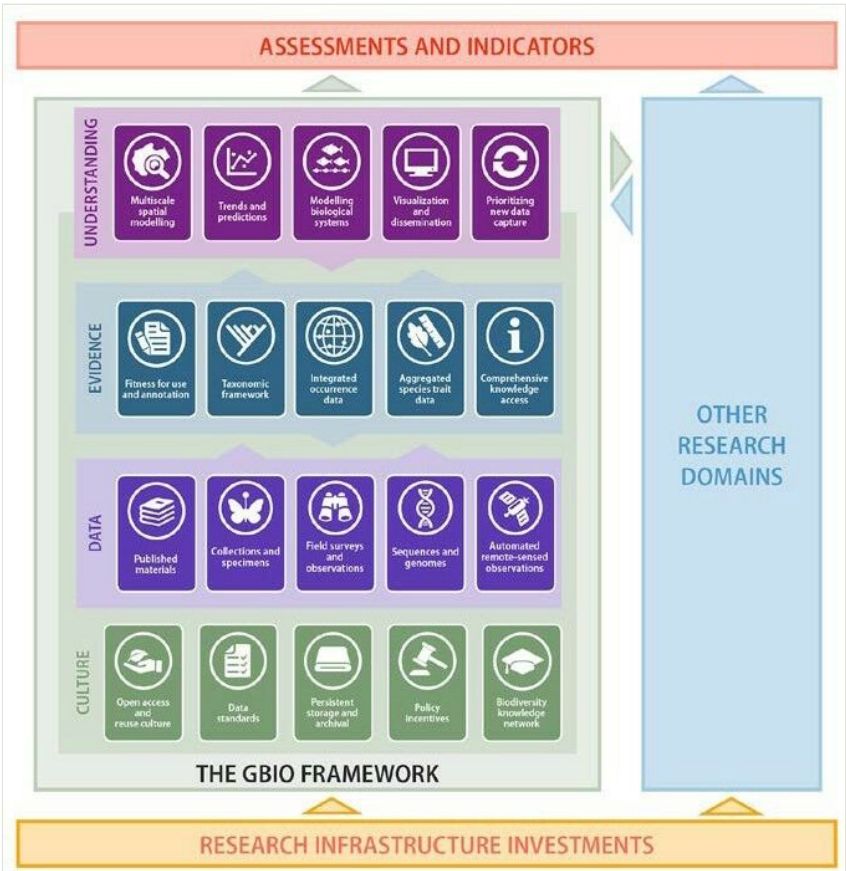 ASSESSMENTS AND INDICATORS
UNDERSTANDING
Multiscale
spatial
modelling
Trends and
predictions
Modelling
biological
systems
Visualization
and
dissemination
Prioritizing
new data
capture
EVIDENCE
Fitness for use
and annotation
Taxonomic
framework
Integrated
occurrence
data
Aggregated
species trait
data
Comprehensive
knowledge
access
DATA
Published
materials
Collections and
specimens
Field surveys
and
observations
Sequences and
genomes
Automated
remote-sensed
observations
CULTURE
Open access
and
reuse culture
Data
standards
Persistent
storage and
archival
Policy
incentives
Biodiversity
knowledge
network
THE GBIO FRAMEWORK
OTHER
RESEARCH
DOMAINS
RESEARCH INFRASTRUCTURE INVESTMENTS